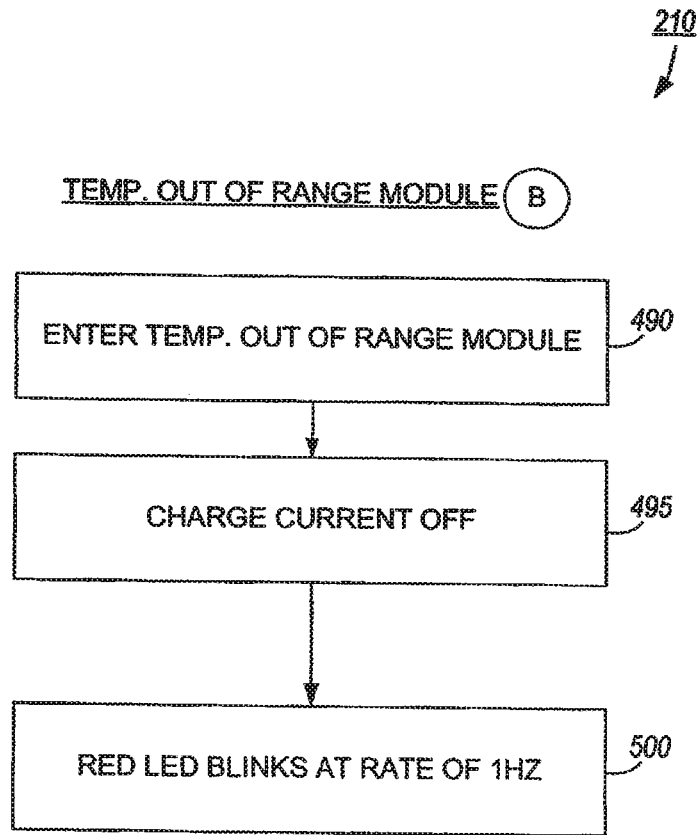 210
TEMP. OUT OF RANGE MODULE B
ENTER TEMP. OUT OF RANGE MODULE
490
CHARGE CURRENT OFF
495
RED LED BLINKS AT RATE OF 1HZ
500